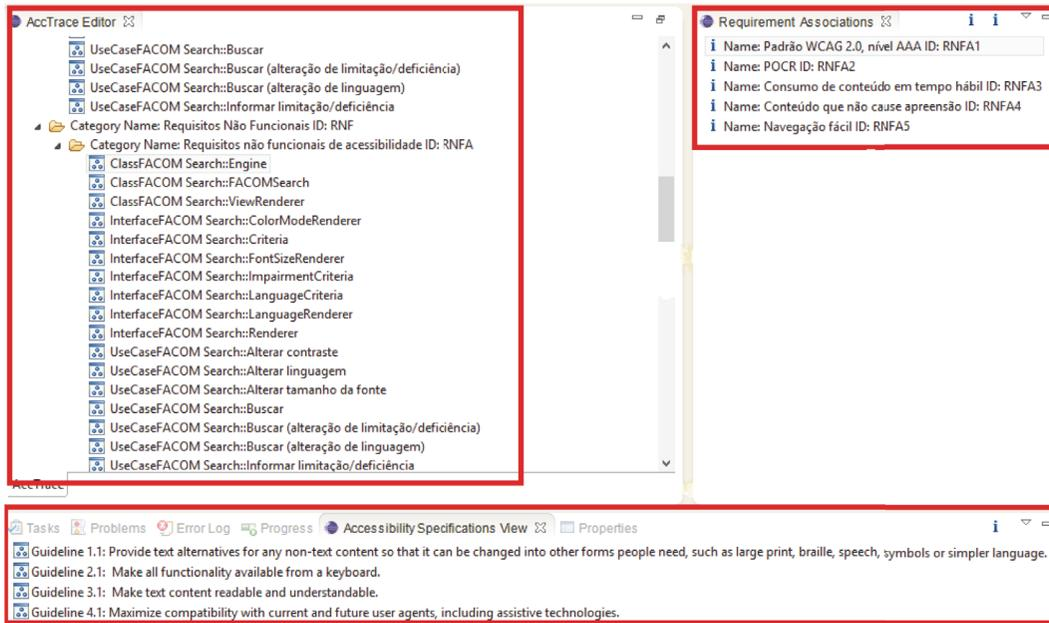 AccTrace Editor
UseCaseFACOM Search::Buscar
UseCaseFACOM Search::Buscar (alteração de limitação/deficiência)
UseCaseFACOM Search::Buscar (alteração de linguagem)
UseCaseFACOM Search::Informar limitação/deficiência
Category Name: Requisitos Não Funcionais ID: RNF
Category Name: Requisitos não funcionais de acessibilidade ID: RNFA
ClassFACOM Search::Engine
ClassFACOM Search::FACOMSearch
ClassFACOM Search::ViewRenderer
InterfaceFACOM Search::ColorModeRenderer
InterfaceFACOM Search::Criteria
InterfaceFACOM Search::FontSizeRenderer
InterfaceFACOM Search::ImpairmentCriteria
InterfaceFACOM Search::LanguageCriteria
InterfaceFACOM Search::LanguageRenderer
InterfaceFACOM Search::Renderer
UseCaseFACOM Search::Alterar contraste
UseCaseFACOM Search::Alterar linguagem
UseCaseFACOM Search::Alterar tamanho da fonte
UseCaseFACOM Search::Buscar
UseCaseFACOM Search::Buscar (alteração de limitação/deficiência)
UseCaseFACOM Search::Buscar (alteração de linguagem)
UseCaseFACOM Search::Informar limitação/deficiência
AccTrace
Requirement Associations
Name: Padrão WCAG 2.0, nível AAA ID: RNFA1
Name: POCR ID: RNFA2
Name: Consumo de conteúdo em tempo hábil ID: RNFA3
Name: Conteúdo que não cause apreensão ID: RNFA4
Name: Navegação fácil ID: RNFA5
Tasks Problems Error Log Progress Accessibility Specifications View Properties
Guideline 1.1: Provide text alternatives for any non-text content so that it can be changed into other forms people need, such as large print, braille, speech, symbols or simpler language.
Guideline 2.1: Make all functionality available from a keyboard.
Guideline 3.1: Make text content readable and understandable.
Guideline 4.1: Maximize compatibility with current and future user agents, including assistive technologies.